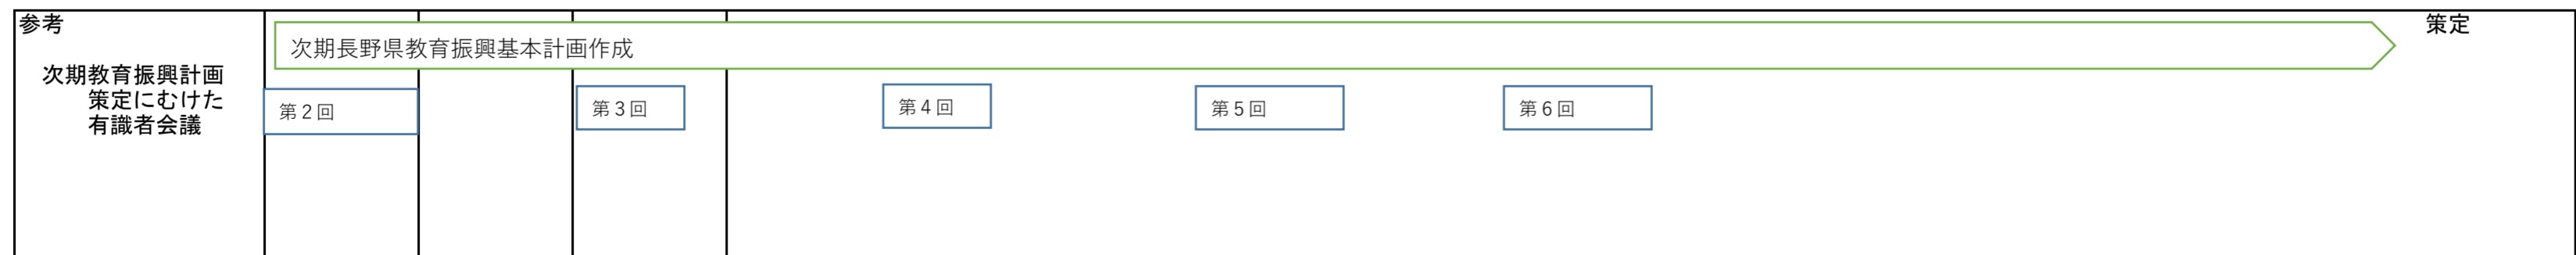 参考
次期長野県教育振興基本計画作成
策定
次期教育振興計画
策定にむけた
有識者会議
第２回
第３回
第４回
第５回
第６回